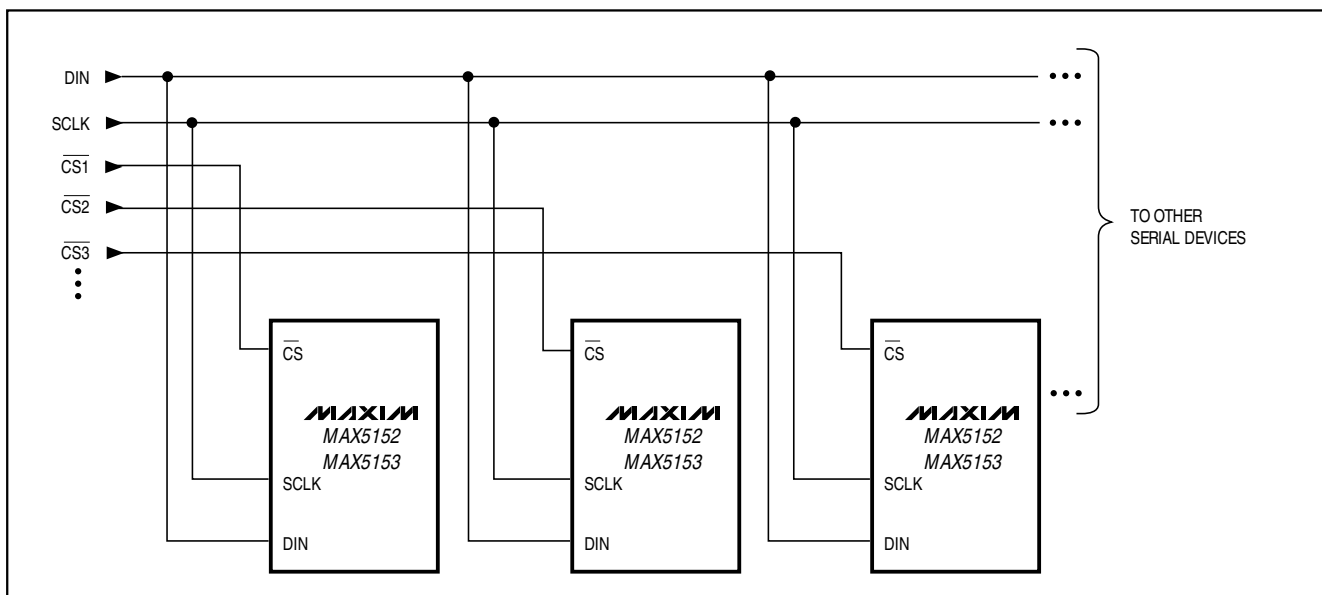 DIN
SCLK
CS1
CS2
CS3
TO OTHER
SERIAL DEVICES
CS
MAXIM
MAX5152
MAX5153
SCLK
DIN
CS
MAXIM
MAX5152
MAX5153
SCLK
DIN
CS
MAXIM
MAX5152
MAX5153
SCLK
DIN